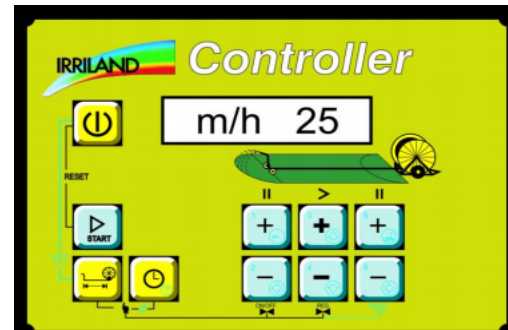 IRRILAND
Controller
m/h 25
RESET
START
ON/OFF
REG